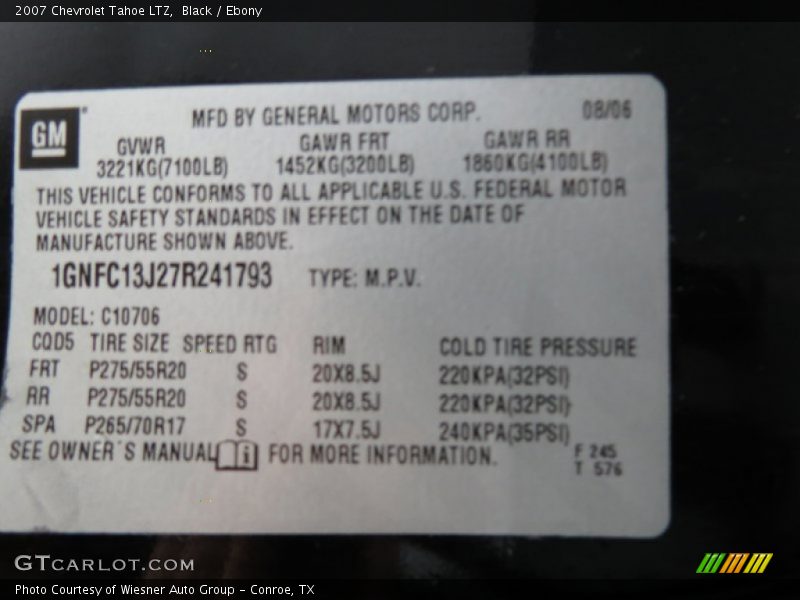 2007 Chevrolet Tahoe LTZ,  Black / Ebony
GM
MFD BY GENERAL MOTORS CORP. 08/06
GVWR GAWR FRT GAWR RR
3221KG(7100LB) 1452KG(3200LB) 1860KG(4100LB)
THIS VEHICLE CONFORMS TO ALL APPLICABLE U.S. FEDERAL MOTOR
VEHICLE SAFETY STANDARDS IN EFFECT ON THE DATE OF
MANUFACTURE SHOWN ABOVE.
1GNFC13J27R241793 TYPE: M.P.V.
MODEL: C10706
CQD5 TIRE SIZE SPEED RTG RIM COLD TIRE PRESSURE
FRT P275/55R20 S 20X8.5J 220KPA(32PSI)
RR P275/55R20 S 20X8.5J 220KPA(32PSI)
SPA P265/70R17 S 17X7.5J 240KPA(35PSI)
SEE OWNER'S MANUAL i FOR MORE INFORMATION.
F 245
T 576
GTCARLOT.COM
Photo Courtesy of Wiesner Auto Group - Conroe, TX